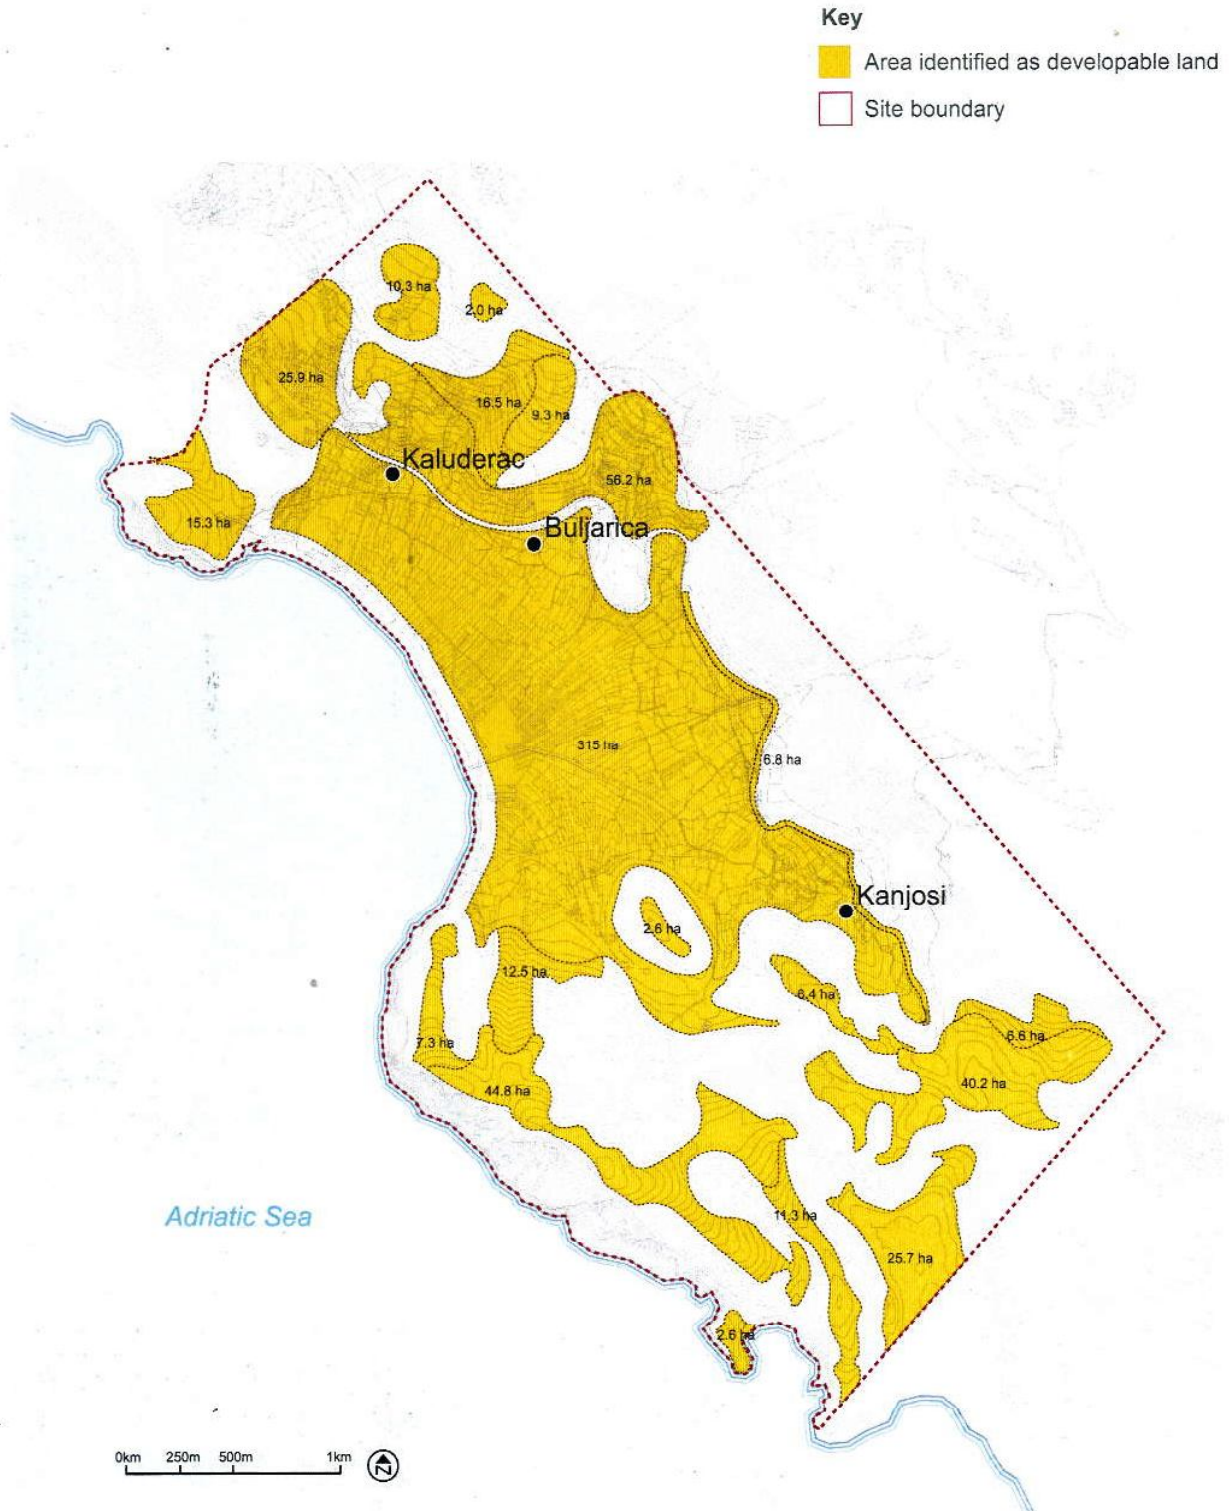 Key
Area identified as developable land
Site boundary
10.3 ha
2.0 ha
25.9 ha
16.5 ha
9.3 ha
Kaluderac
56.2 ha
15.3 ha
Buljarica
315 ha
6.8 ha
Kanjosi
2.6 ha
12.5 ha
6.4 ha
7.3 ha
6.6 ha
40.2 ha
44.8 ha
Adriatic Sea
11.3 ha
25.7 ha
2.6 ha
0km 250m 500m 1km
N